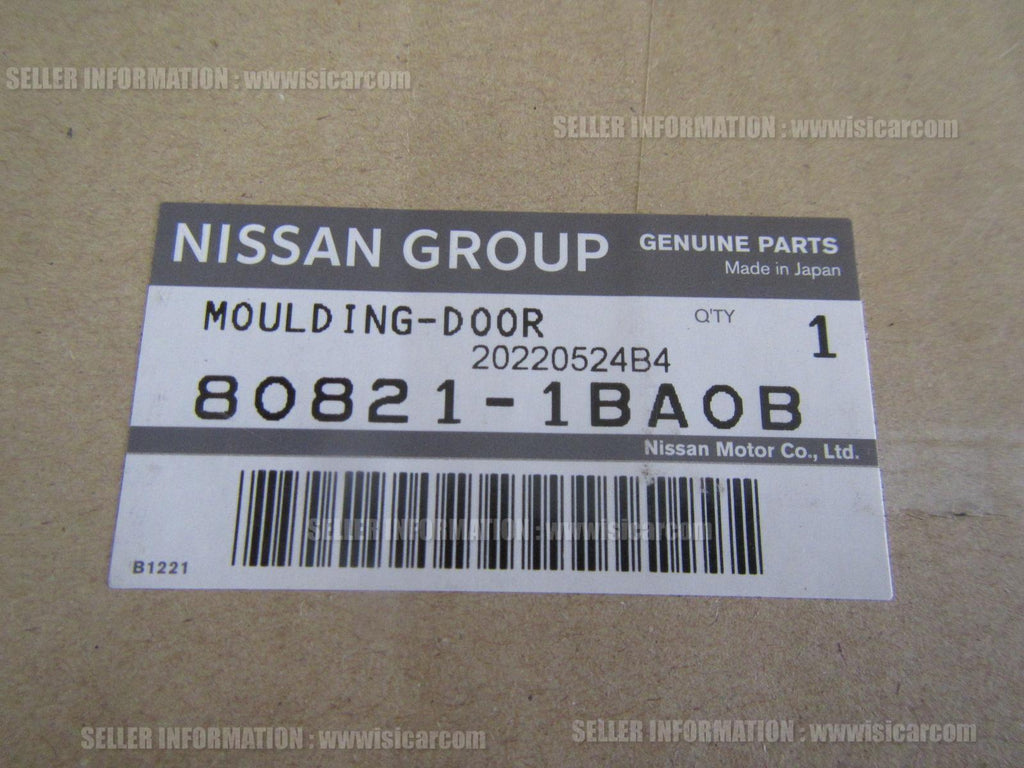 SELLER INFORMATION : wwwisicarcom
SELLER INFORMATION : wwwisicarcom
NISSAN GROUP
GENUINE PARTS
Made in Japan
MOULDING-DOOR
Q'TY
1
20220524B4
80821-1BA0B
Nissan Motor Co., Ltd.
SELLER INFORMATION : wwwisicarcom
B1221
SELLER INFORMATION : wwwisicarcom
SELLER INFORMATION : wwwisicarcom